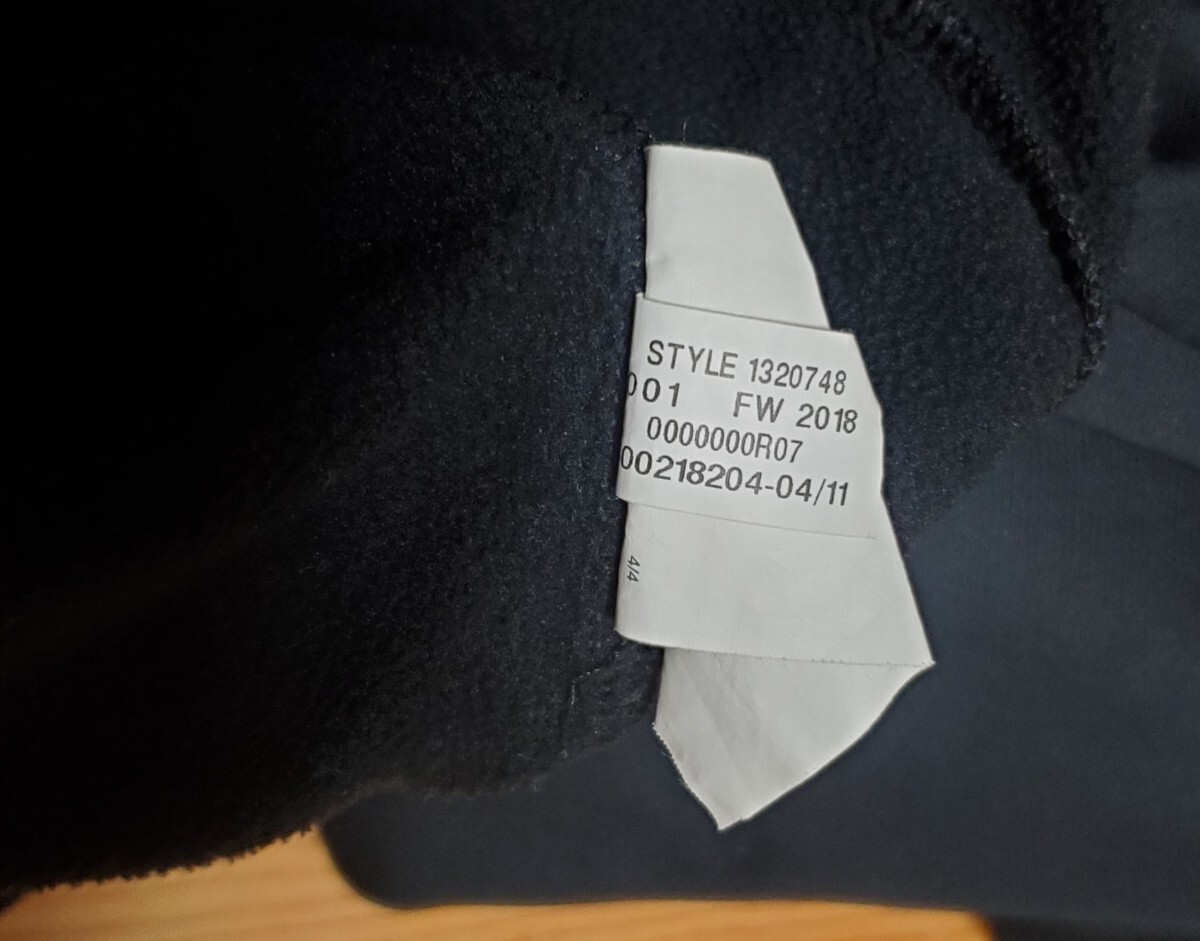 STYLE 1320748
001 FW 2018
0000000R07
00218204-04/11
4/4